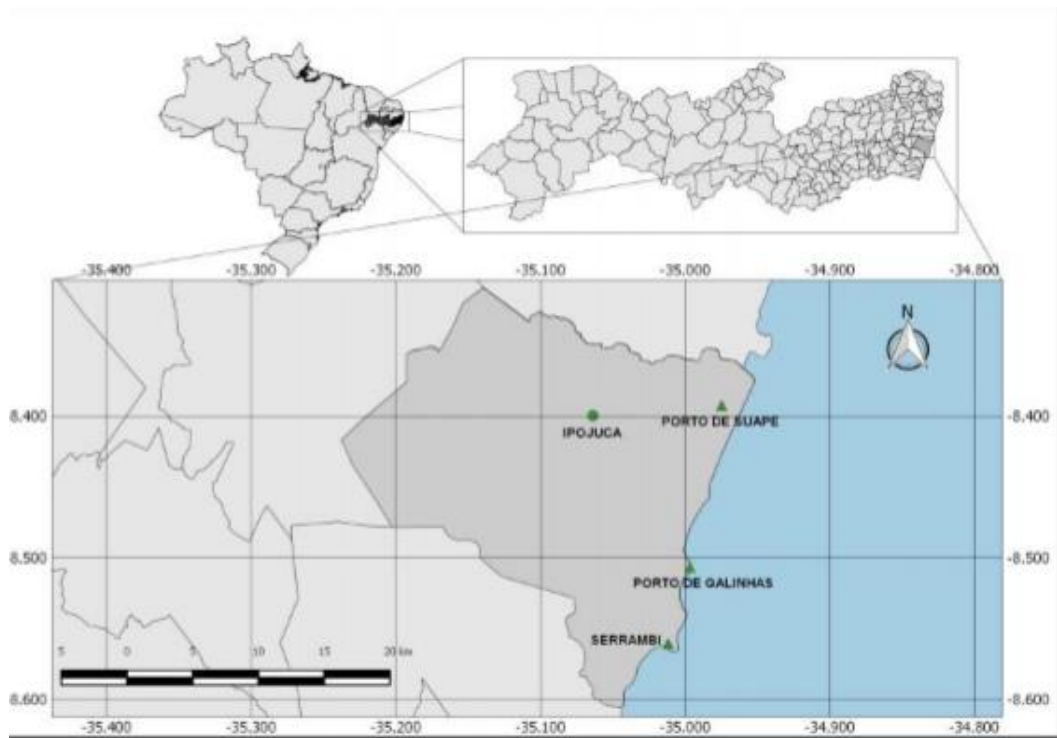 -35.400 -35.300 -35.200 -35.100 -35.000 -34.900 -34.800
N
8.400 -8.400
IPOJUCA
PORTO DE SUAPE
8.500 -8.500
PORTO DE GALINHAS
SERRAMBI
5 0 5 10 15 20 km
8.600 -8.600
-35.400 -35.300 -35.200 -35.100 -35.000 -34.900 -34.800